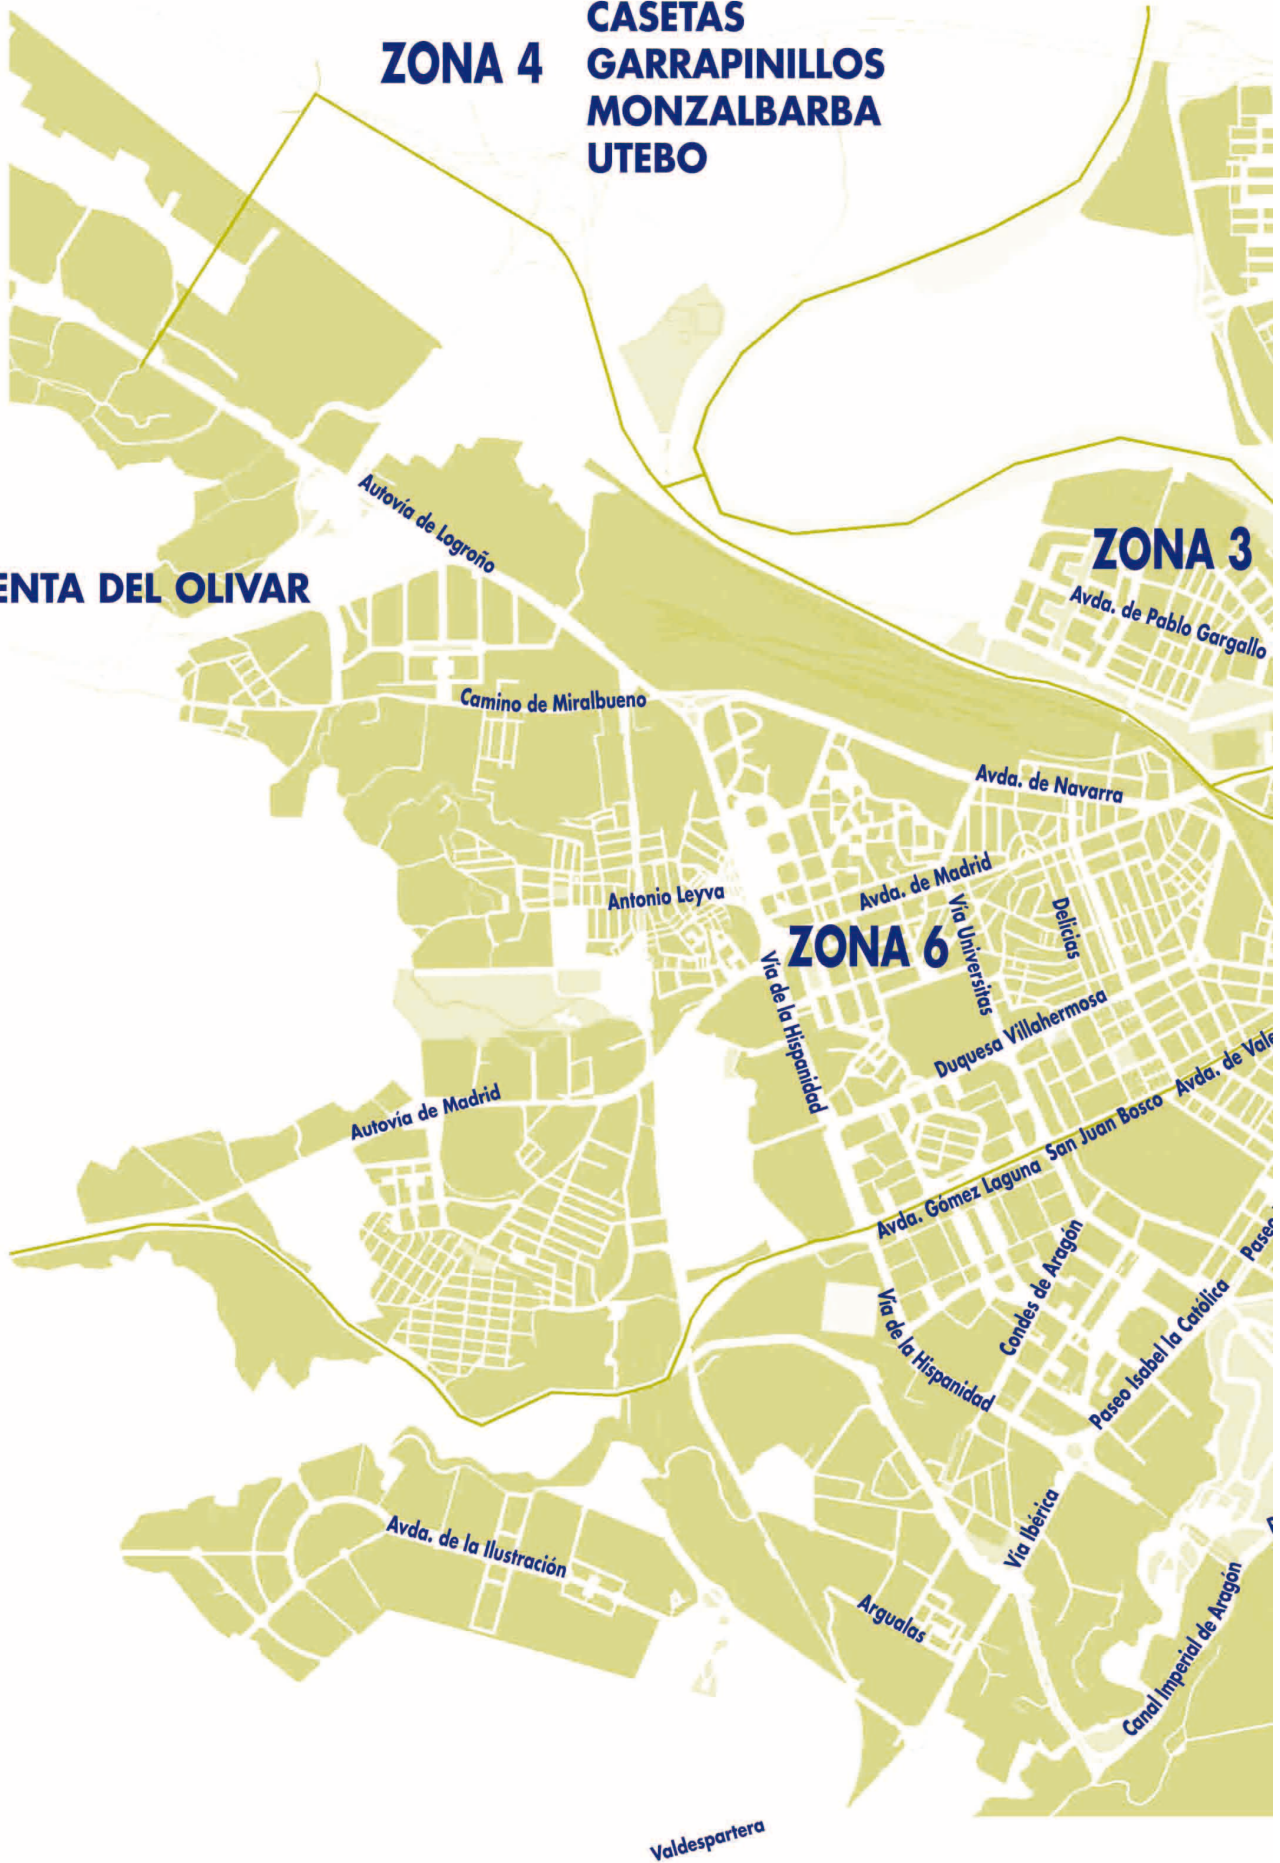 CASETAS
ZONA 4
GARRAPINILLOS
MONZALBARBA
UTEBO
Autovía de Logroño
ZONA 3
ENTA DEL OLIVAR
Avda. de Pablo Gargallo
Camino de Miralbueno
Avda. de Navarra
Avda. de Madrid
Antonio Leyva
Vía Universitas
Delicias
ZONA 6
Vía de la Hispanidad
Duquesa Villahermosa
Avda. de Vale
Autovía de Madrid
San Juan Bosco
Avda. Gómez Laguna
Paseo
Condes de Aragón
Vía de la Hispanidad
Paseo Isabel la Católica
Vía Ibérica
Avda. de la Ilustración
Argualas
Canal Imperial de Aragón
Valdespartera